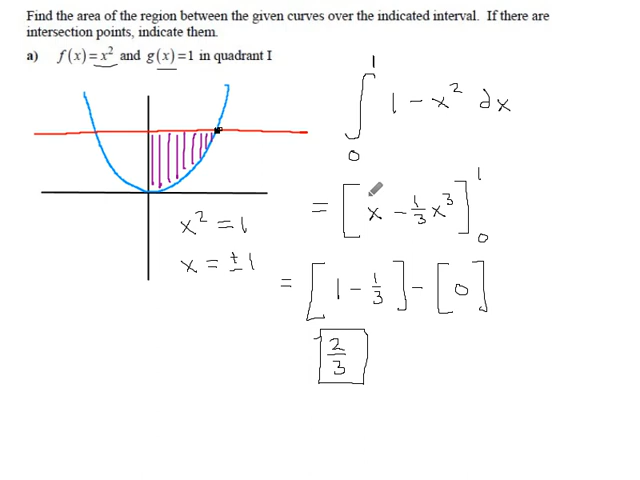 Find the area of the region between the given curves over the indicated interval. If there are
intersection points, indicate them.
a) f(x)=x² and g(x)=1 in quadrant I
∫₀¹ 1 - x² dx
= [x - 1/3 x³]₀¹
x² = 1
x = ±1
= [1 - 1/3] - [0]
2/3